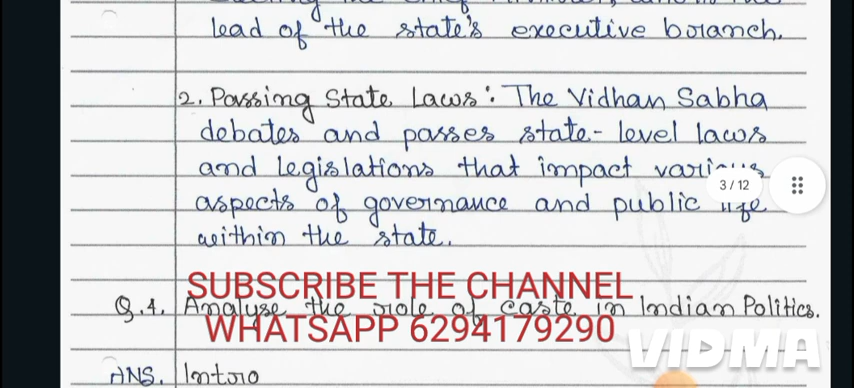 lead of the state's executive branch.
2. Passing State Laws: The Vidhan Sabha
debates and passes state-level laws
and legislations that impact various
3 / 12
aspects of governance and public life
within the state.
SUBSCRIBE THE CHANNEL
Q.4. Analyse the role of caste in Indian Politics.
WHATSAPP 6294179290
VIDMA
ANS. Intro